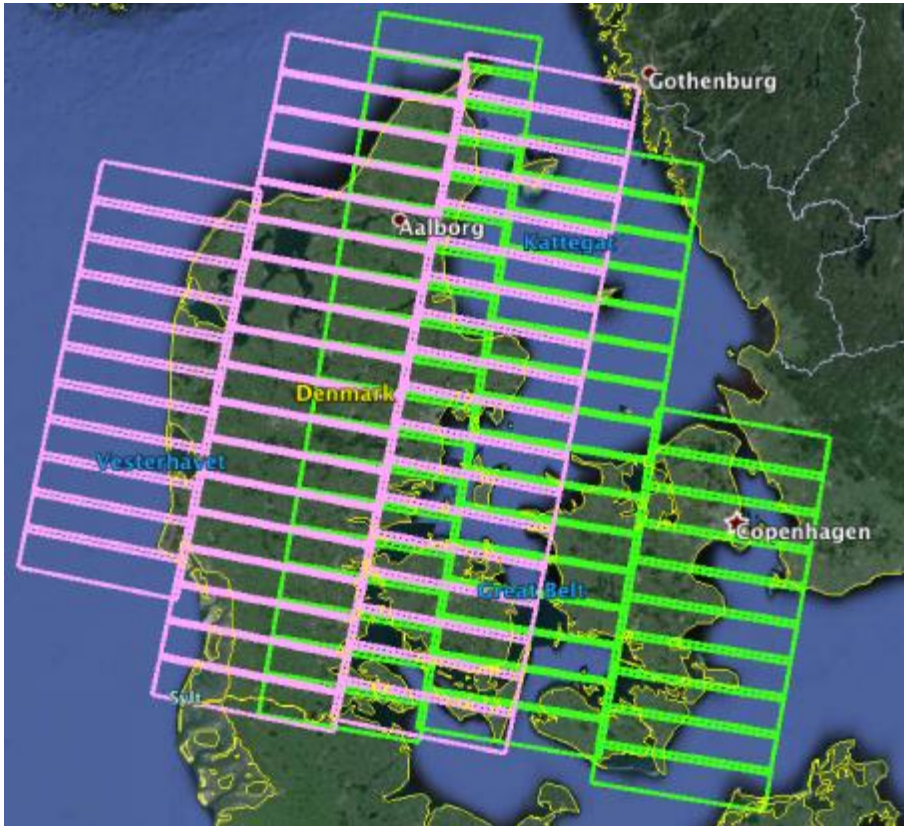 Gothenburg
Aalborg
Kattegat
Denmark
Vesterhavet
Copenhagen
Great Belt
Sylt